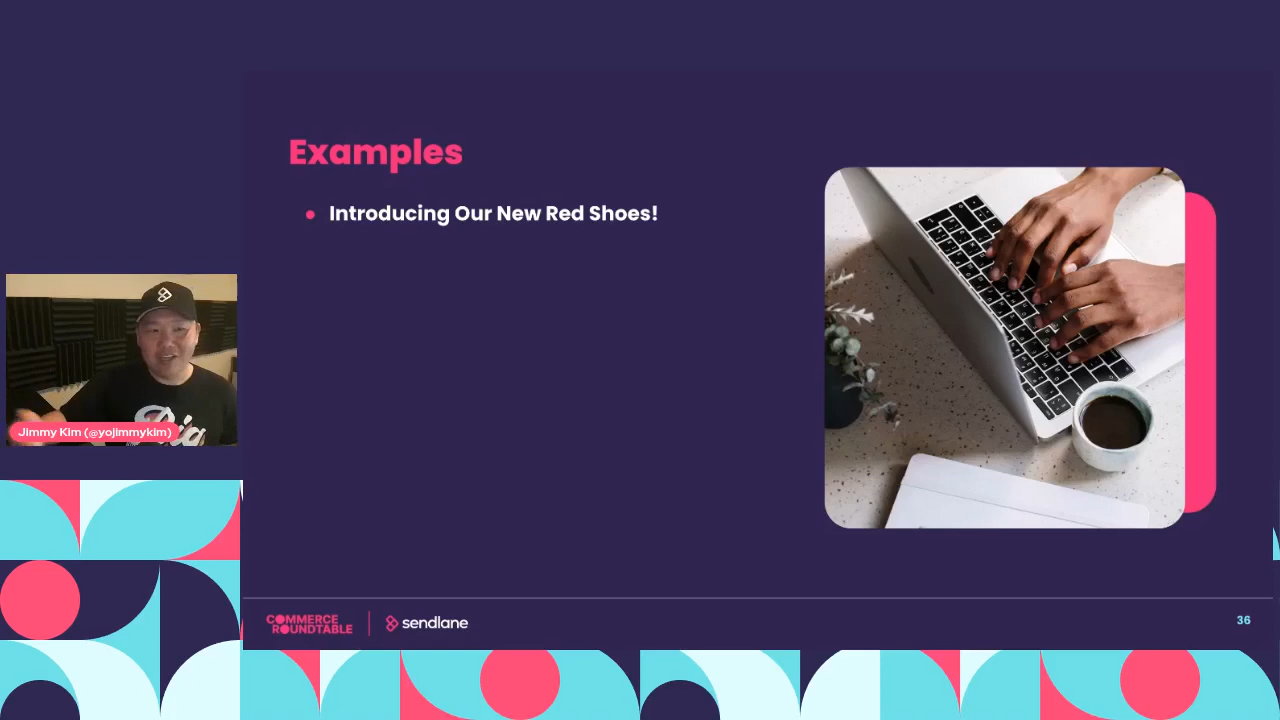 Examples
Introducing Our New Red Shoes!
Jimmy Kim (@yojimmykim)
COMMERCE
ROUNDTABLE
sendlane
36